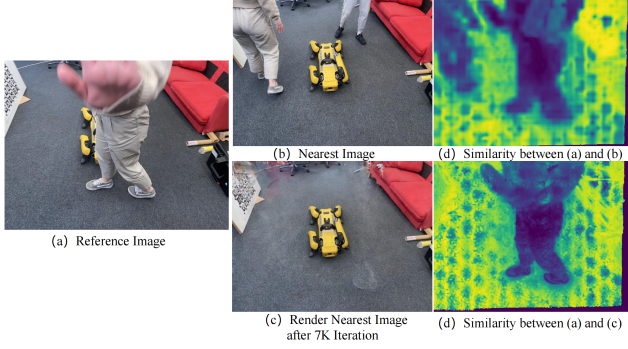 (b) Nearest Image
(d) Similarity between (a) and (b)
(a) Reference Image
(c) Render Nearest Image
after 7K Iteration
(d) Similarity between (a) and (c)